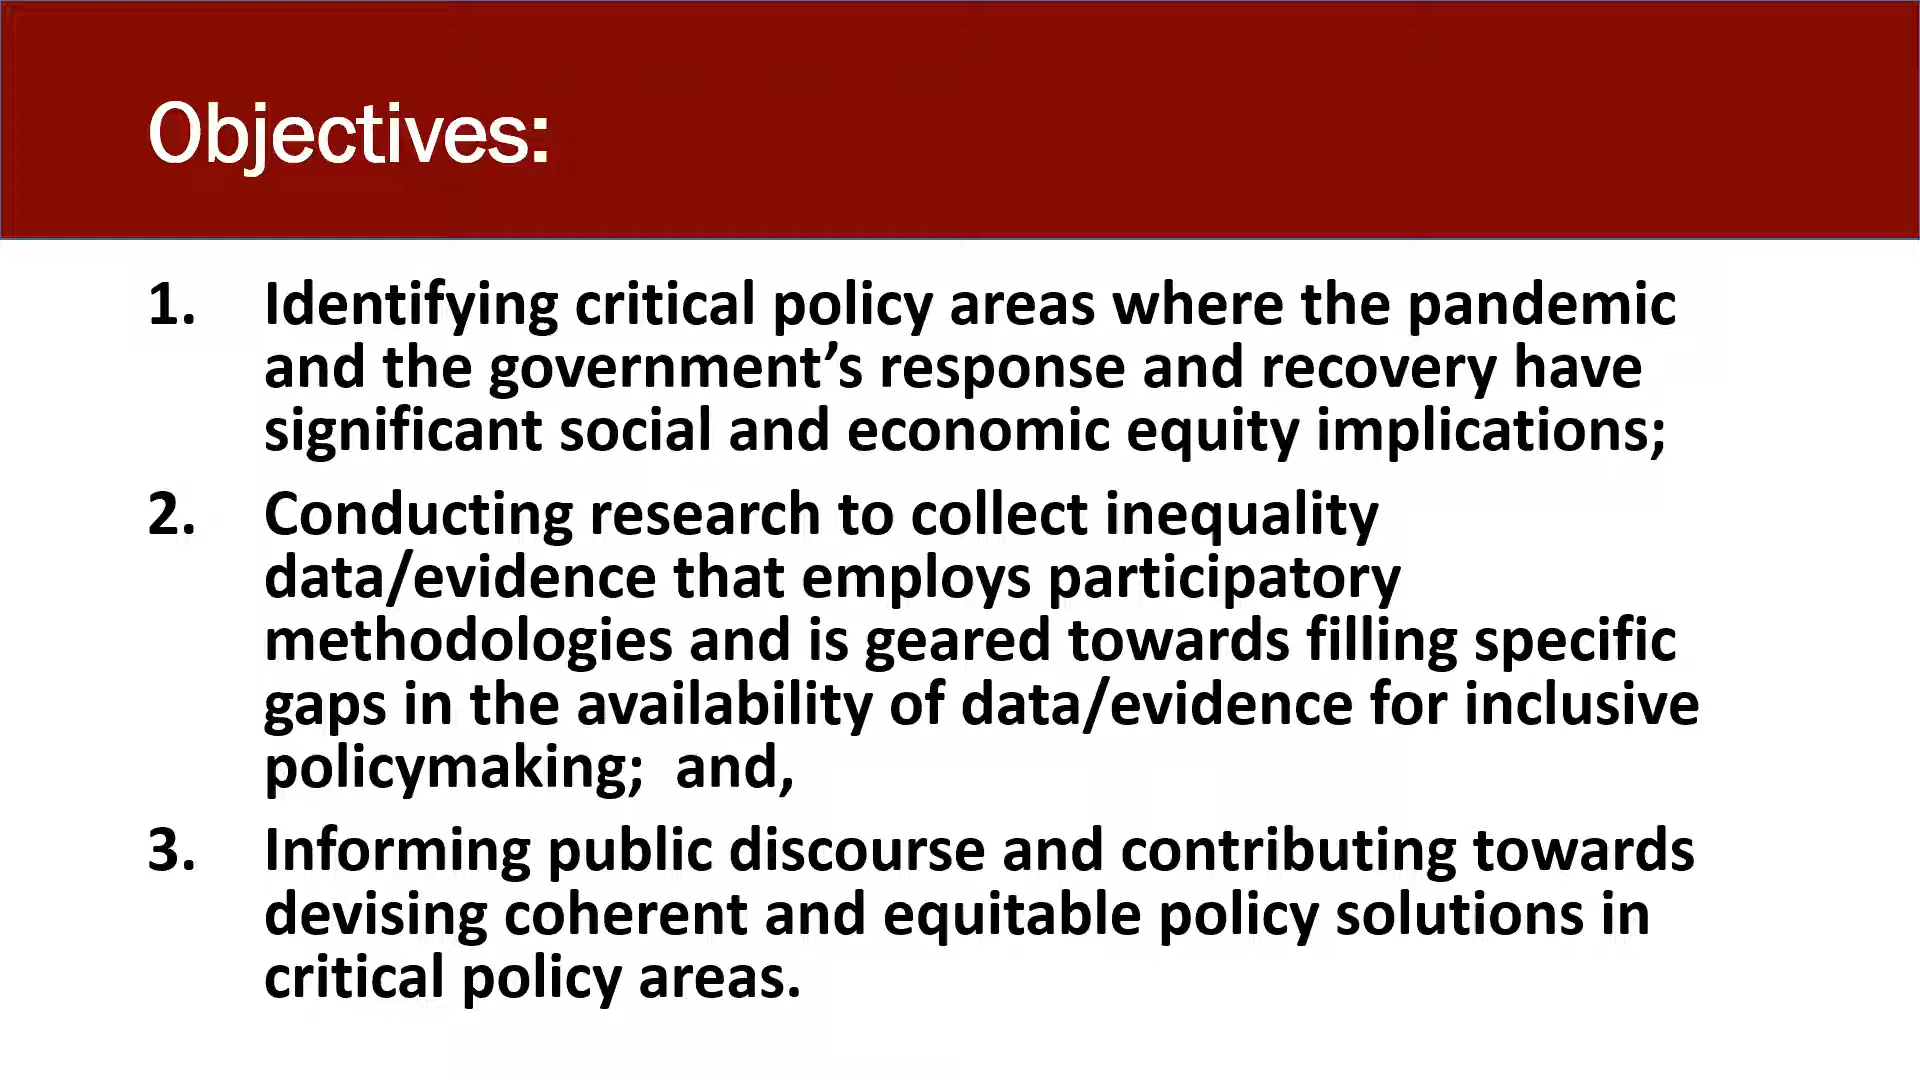 Objectives:
1. Identifying critical policy areas where the pandemic
and the government’s response and recovery have
significant social and economic equity implications;
2. Conducting research to collect inequality
data/evidence that employs participatory
methodologies and is geared towards filling specific
gaps in the availability of data/evidence for inclusive
policymaking;  and,
3. Informing public discourse and contributing towards
devising coherent and equitable policy solutions in
critical policy areas.